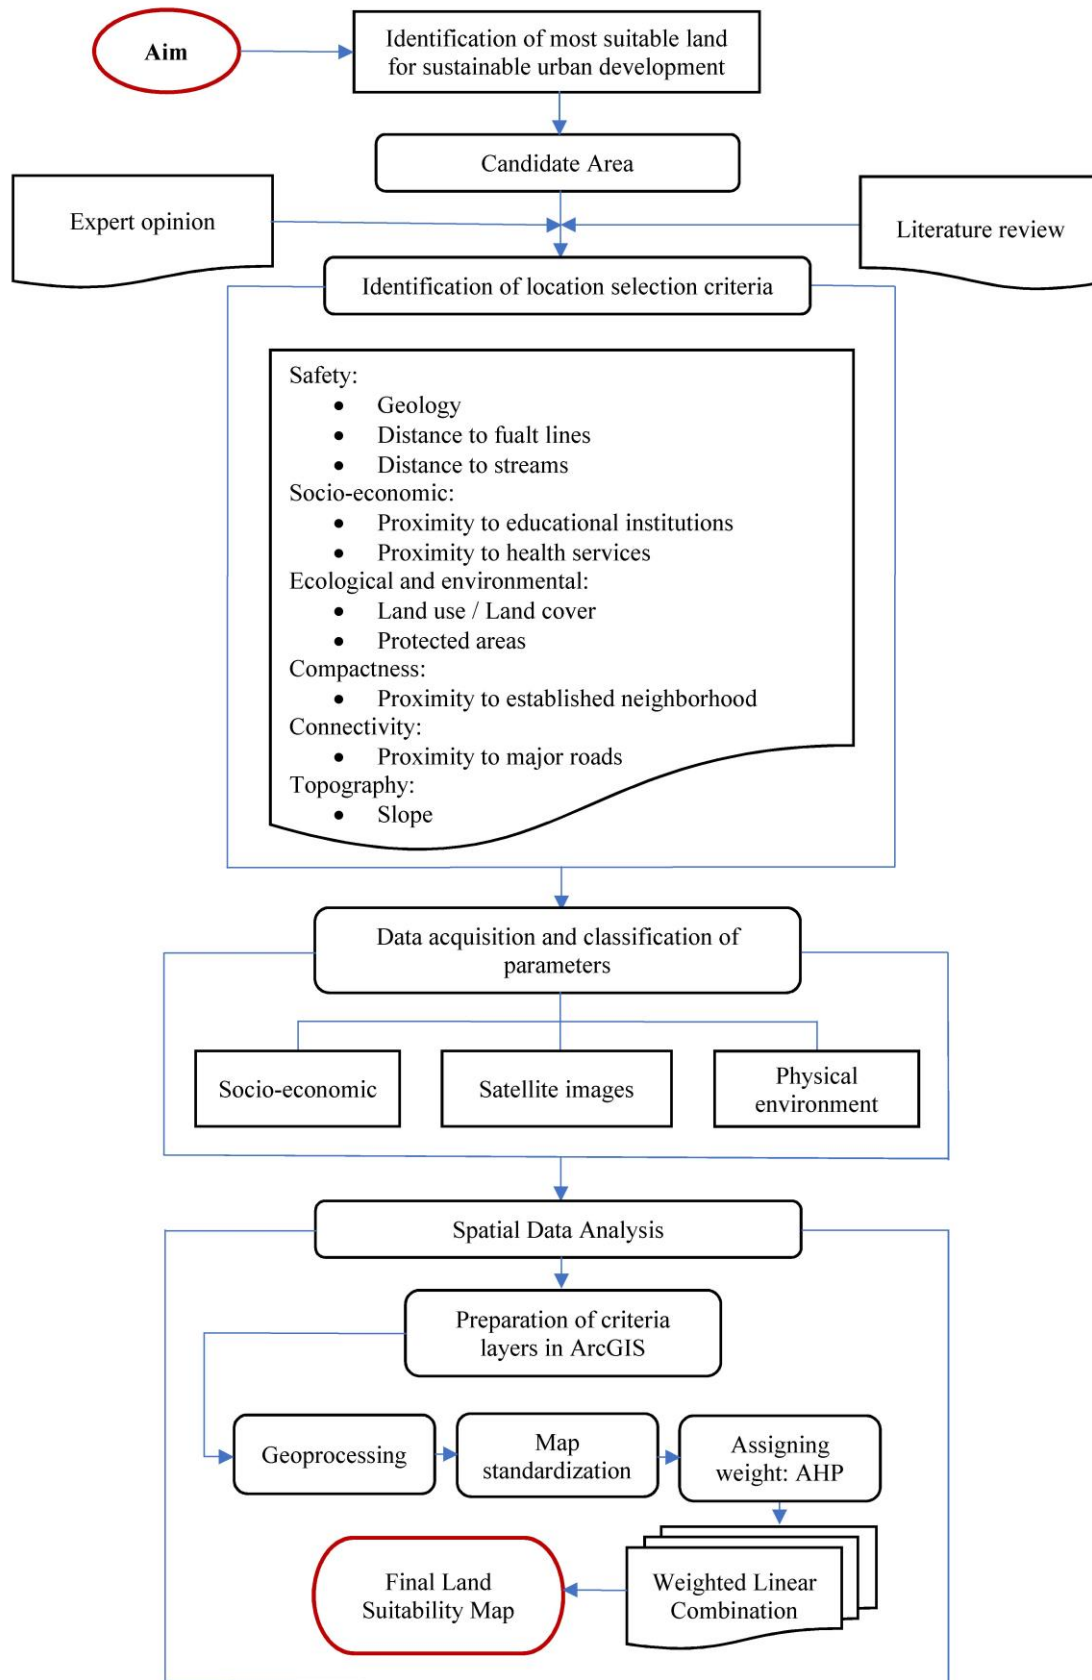 Aim
Identification of most suitable land
for sustainable urban development
Candidate Area
Expert opinion
Literature review
Identification of location selection criteria
Safety:
• Geology
• Distance to fualt lines
• Distance to streams
Socio-economic:
• Proximity to educational institutions
• Proximity to health services
Ecological and environmental:
• Land use / Land cover
• Protected areas
Compactness:
• Proximity to established neighborhood
Connectivity:
• Proximity to major roads
Topography:
• Slope
Data acquisition and classification of
parameters
Socio-economic
Satellite images
Physical
environment
Spatial Data Analysis
Preparation of criteria
layers in ArcGIS
Geoprocessing
Map
standardization
Assigning
weight: AHP
Weighted Linear
Combination
Final Land
Suitability Map